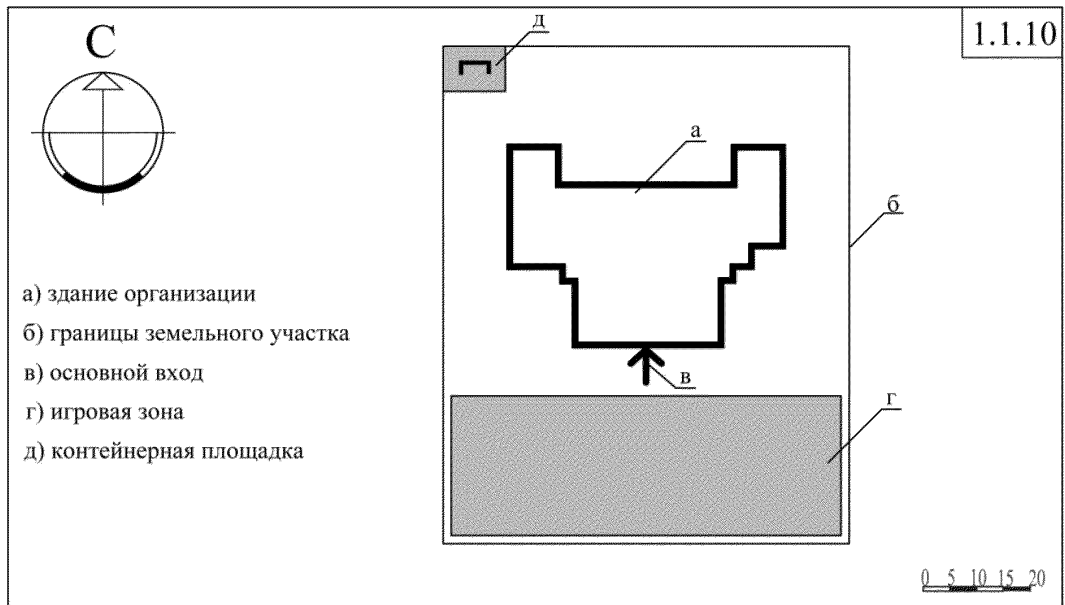 С
д
1.1.10
а
б
а) здание организации
б) границы земельного участка
в) основной вход
г) игровая зона
д) контейнерная площадка
в
г
0 5 10 15 20